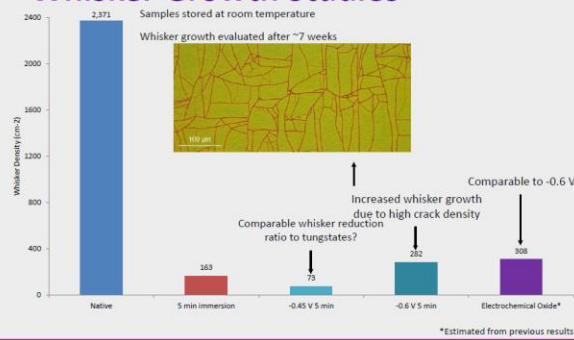 Whisker Growth Studies
2,371
Samples stored at room temperature
Whisker growth evaluated after ~7 weeks
2400
2000
1600
1200
800
400
0
Whisker Density (cm-2)
100 µm
Comparable to -0.6 V
Increased whisker growth
due to high crack density
Comparable whisker reduction
ratio to tungstates?
163
73
282
308
Native
5 min immersion
-0.45 V 5 min
-0.6 V 5 min
Electrochemical Oxide*
*Estimated from previous results